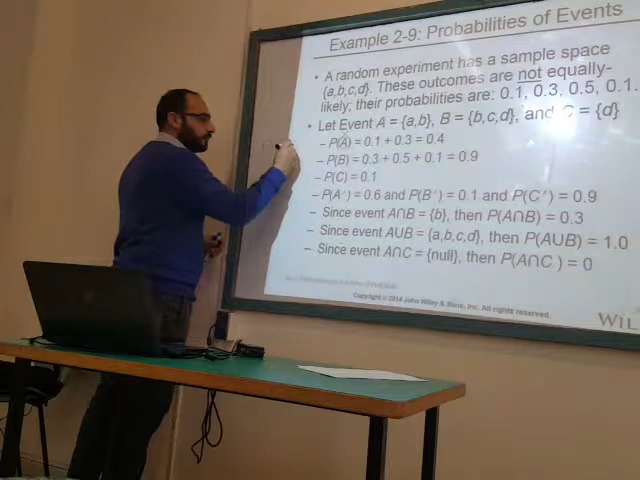 Example 2-9: Probabilities of Events
• A random experiment has a sample space
{a,b,c,d}. These outcomes are not equally-
likely; their probabilities are: 0.1, 0.3, 0.5, 0.1.
• Let Event A = {a,b}, B = {b,c,d}, and C = {d}
– P(A) = 0.1 + 0.3 = 0.4
– P(B) = 0.3 + 0.5 + 0.1 = 0.9
– P(C) = 0.1
– P(A′) = 0.6 and P(B′) = 0.1 and P(C′) = 0.9
– Since event A∩B = {b}, then P(A∩B) = 0.3
– Since event AUB = {a,b,c,d}, then P(AUB) = 1.0
– Since event A∩C = {null}, then P(A∩C ) = 0
Copyright © 2014 John Wiley & Sons, Inc. All rights reserved.
WIL